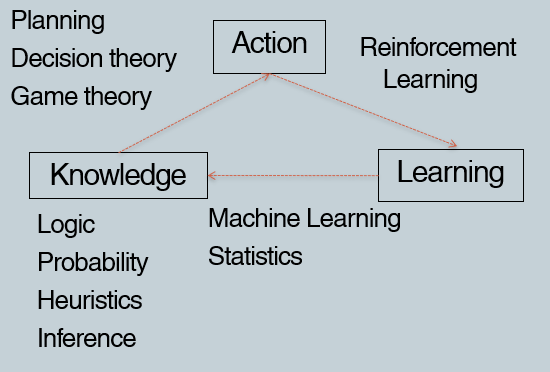 Planning
Decision theory
Game theory
Action
Reinforcement
Learning
Knowledge
Learning
Logic
Probability
Heuristics
Inference
Machine Learning
Statistics